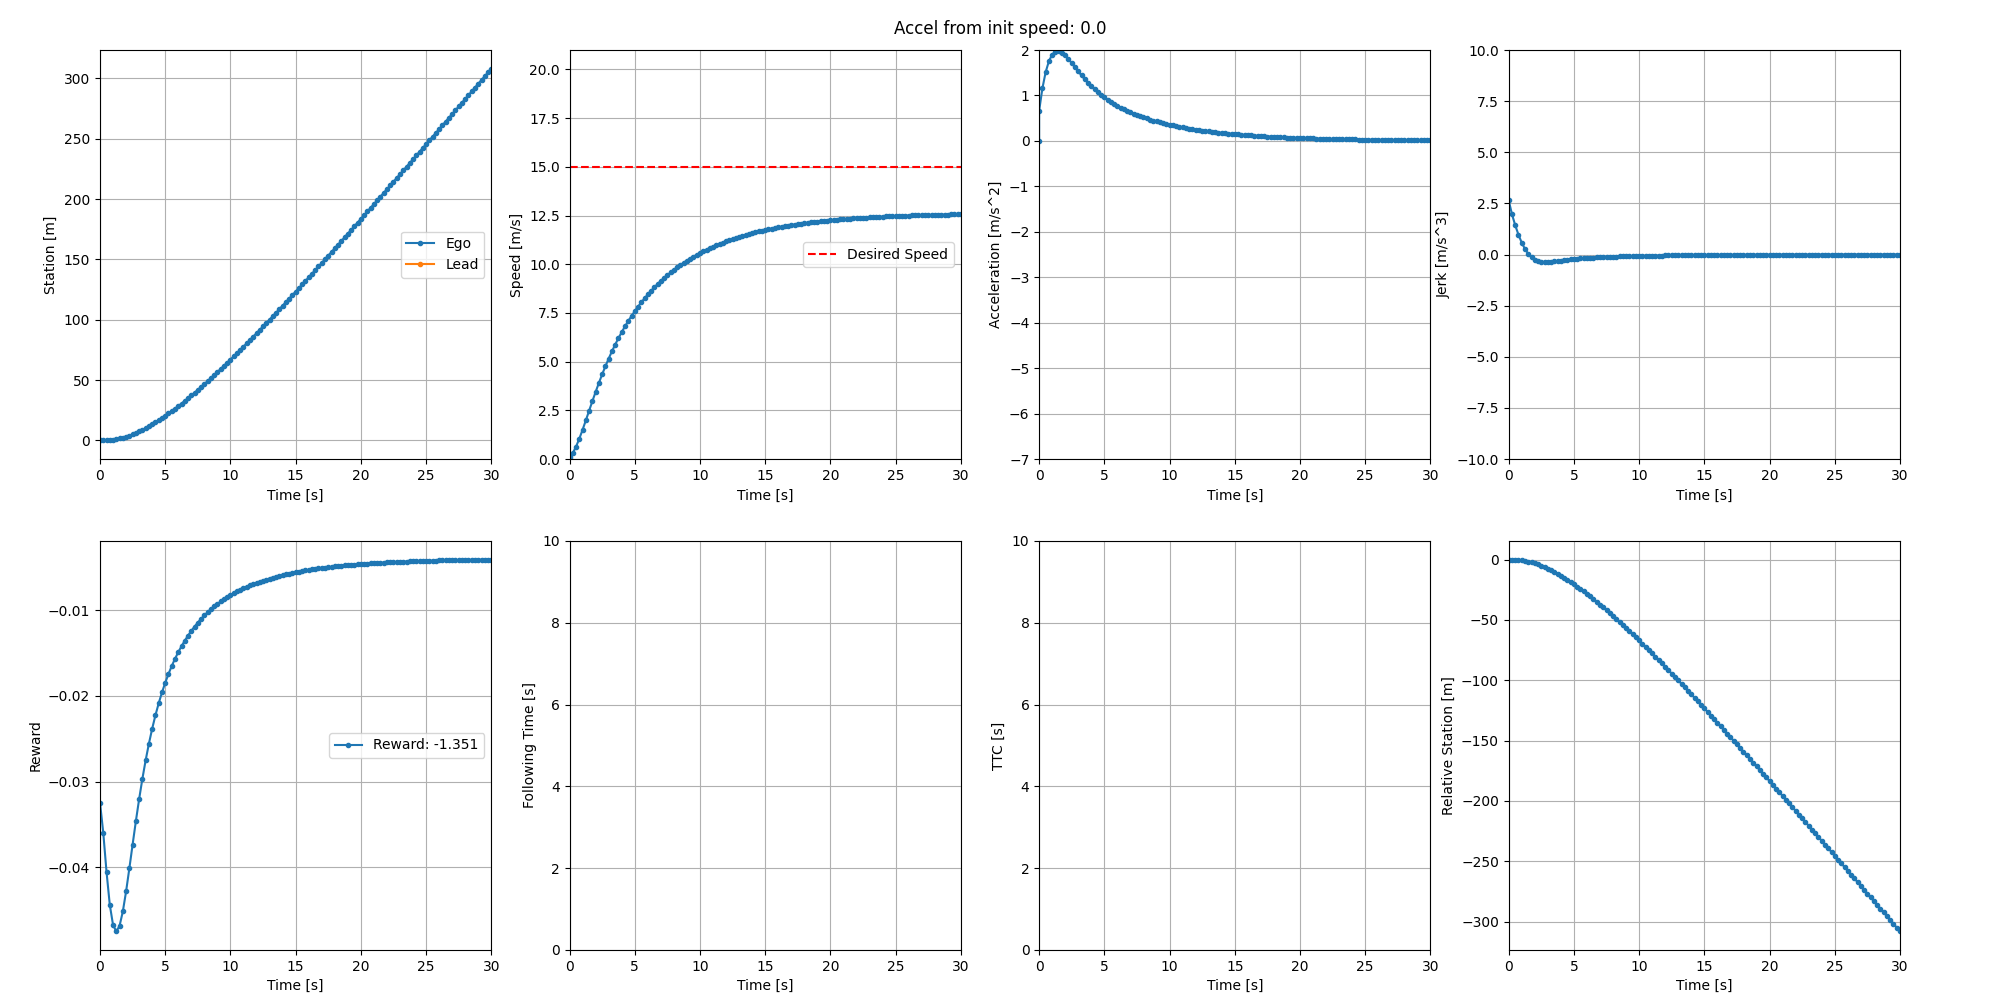 Accel from init speed: 0.0
Station [m]
300
250
200
150
100
50
0
0 5 10 15 20 25 30
Time [s]
Ego
Lead
Speed [m/s]
20.0
17.5
15.0
12.5
10.0
7.5
5.0
2.5
0.0
0 5 10 15 20 25 30
Time [s]
Desired Speed
Acceleration [m/s^2]
2
1
0
−1
−2
−3
−4
−5
−6
−7
0 5 10 15 20 25 30
Time [s]
Jerk [m/s^3]
10.0
7.5
5.0
2.5
0.0
−2.5
−5.0
−7.5
−10.0
0 5 10 15 20 25 30
Time [s]
Reward
−0.01
−0.02
−0.03
−0.04
0 5 10 15 20 25 30
Time [s]
Reward: -1.351
Following Time [s]
10
8
6
4
2
0
0 5 10 15 20 25 30
Time [s]
TTC [s]
10
8
6
4
2
0
0 5 10 15 20 25 30
Time [s]
Relative Station [m]
0
−50
−100
−150
−200
−250
−300
0 5 10 15 20 25 30
Time [s]